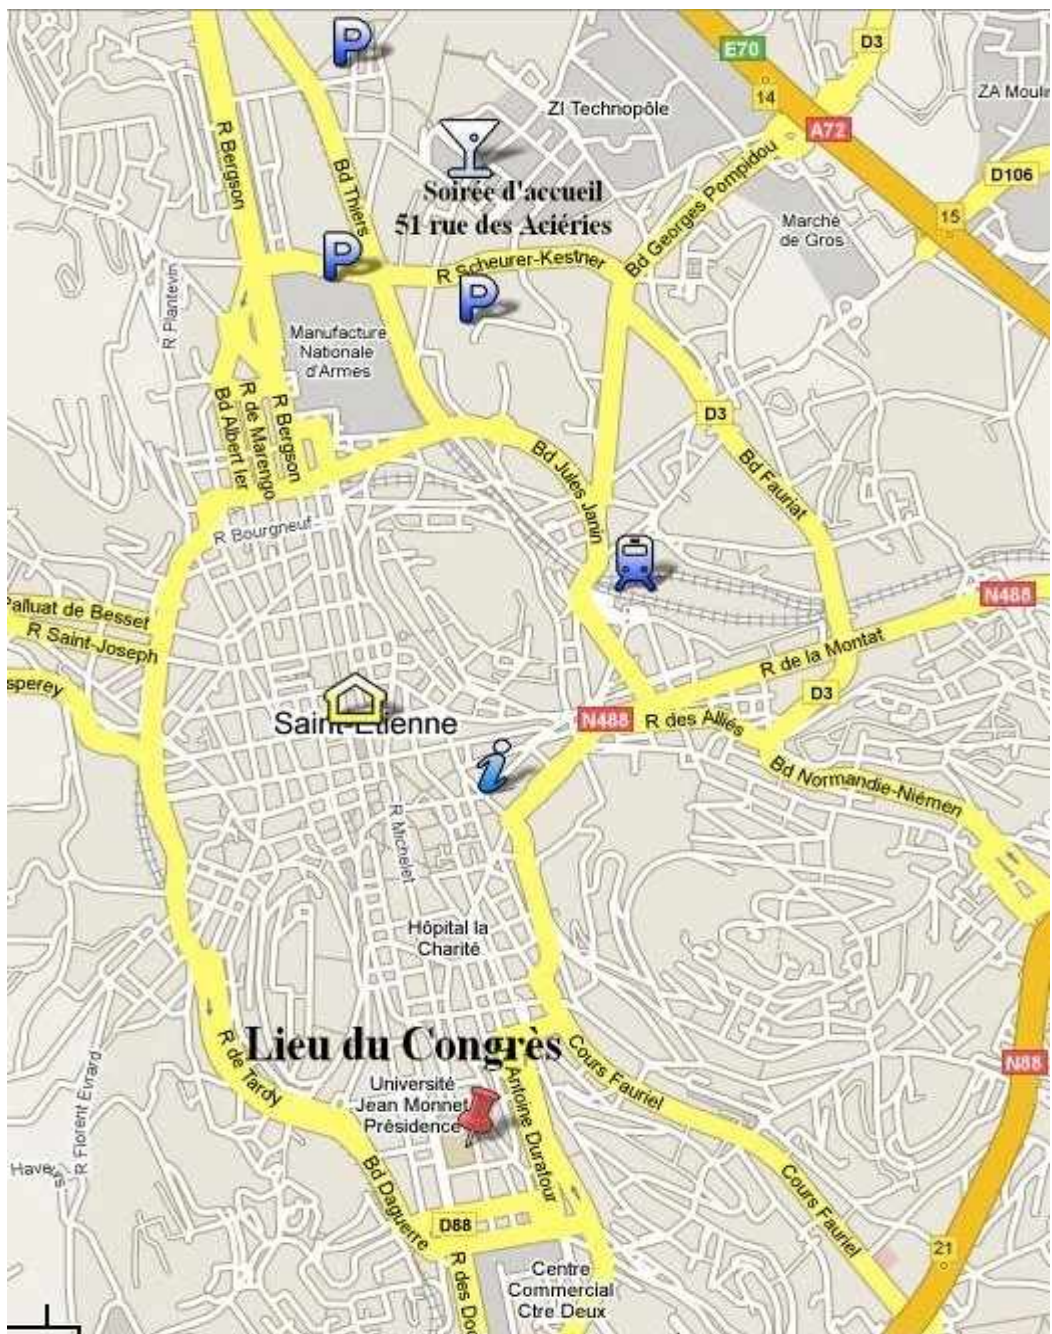 P
D3
E70
14
ZI Technopôle
ZA Moulin
A72
R Bergson
Bd Thiers
D106
Soirée d'accueil
51 rue des Aciéries
Bd Georges Pompidou
15
Marché
de Gros
P
R Scheurer-Kestner
P
R Plantevin
Manufacture
Nationale
d'Armes
Bd Albert Ier
R de Marengo
R Bergson
D3
Bd Jules Janin
Bd Fauriat
R Bourgneuf
N488
Palluat de Besset
R Saint-Joseph
R de la Montat
sperey
D3
Saint-Etienne
N488
R des Alliés
i
Bd Normandie-Niémen
R Michelet
Hôpital la
Charité
Lieu du Congrès
R de Tardy
Cours Fauriel
N88
R Florent Evrard
Université
Jean Monnet
Présidence
Antoine Durafour
Bd Daguerre
Cours Fauriel
D88
21
R des Doc
Centre
Commercial
Ctre Deux